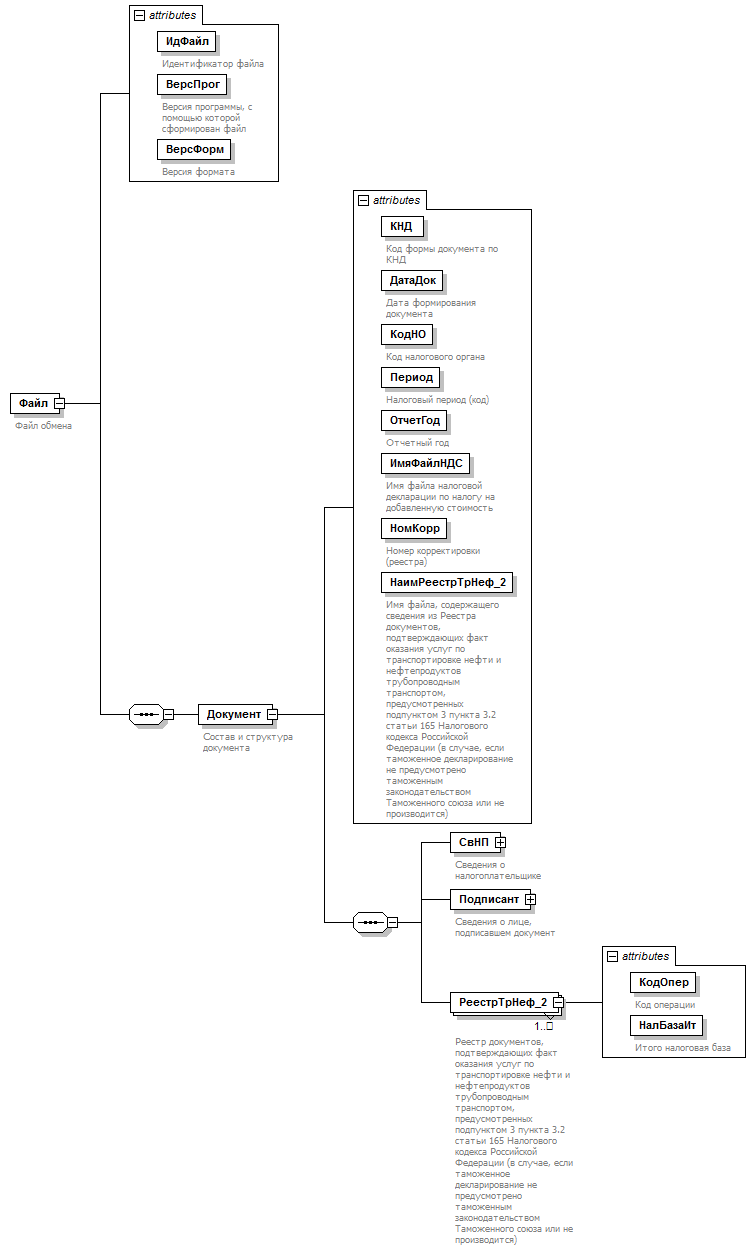 attributes
ИдФайл
Идентификатор файла
ВерсПрог
Версия программы, с
помощью которой
сформирован файл
ВерсФорм
Версия формата
attributes
КНД
Код формы документа по
КНД
ДатаДок
Дата формирования
документа
КодНО
Код налогового органа
Период
Налоговый период (код)
ОтчетГод
Отчетный год
ИмяФайлНДС
Имя файла налоговой
декларации по налогу на
добавленную стоимость
НомКорр
Номер корректировки
(реестра)
НаимРеестрТрНеф_2
Имя файла, содержащего
сведения из Реестра
документов,
подтверждающих факт
оказания услуг по
транспортировке нефти и
нефтепродуктов
трубопроводным
транспортом,
предусмотренных
подпунктом 3 пункта 3.2
статьи 165 Налогового
кодекса Российской
Федерации (в случае, если
таможенное декларирование
не предусмотрено
таможенным
законодательством
Таможенного союза или не
производится)
Файл
Файл обмена
Документ
Состав и структура
документа
СвНП
Сведения о
налогоплательщике
Подписант
Сведения о лице,
подписавшем документ
РеестрТрНеф_2
1..
Реестр документов,
подтверждающих факт
оказания услуг по
транспортировке нефти и
нефтепродуктов
трубопроводным
транспортом,
предусмотренных
подпунктом 3 пункта 3.2
статьи 165 Налогового
кодекса Российской
Федерации (в случае, если
таможенное
декларирование не
предусмотрено
таможенным
законодательством
Таможенного союза или не
производится)
attributes
КодОпер
Код операции
НалБазаИт
Итого налоговая база